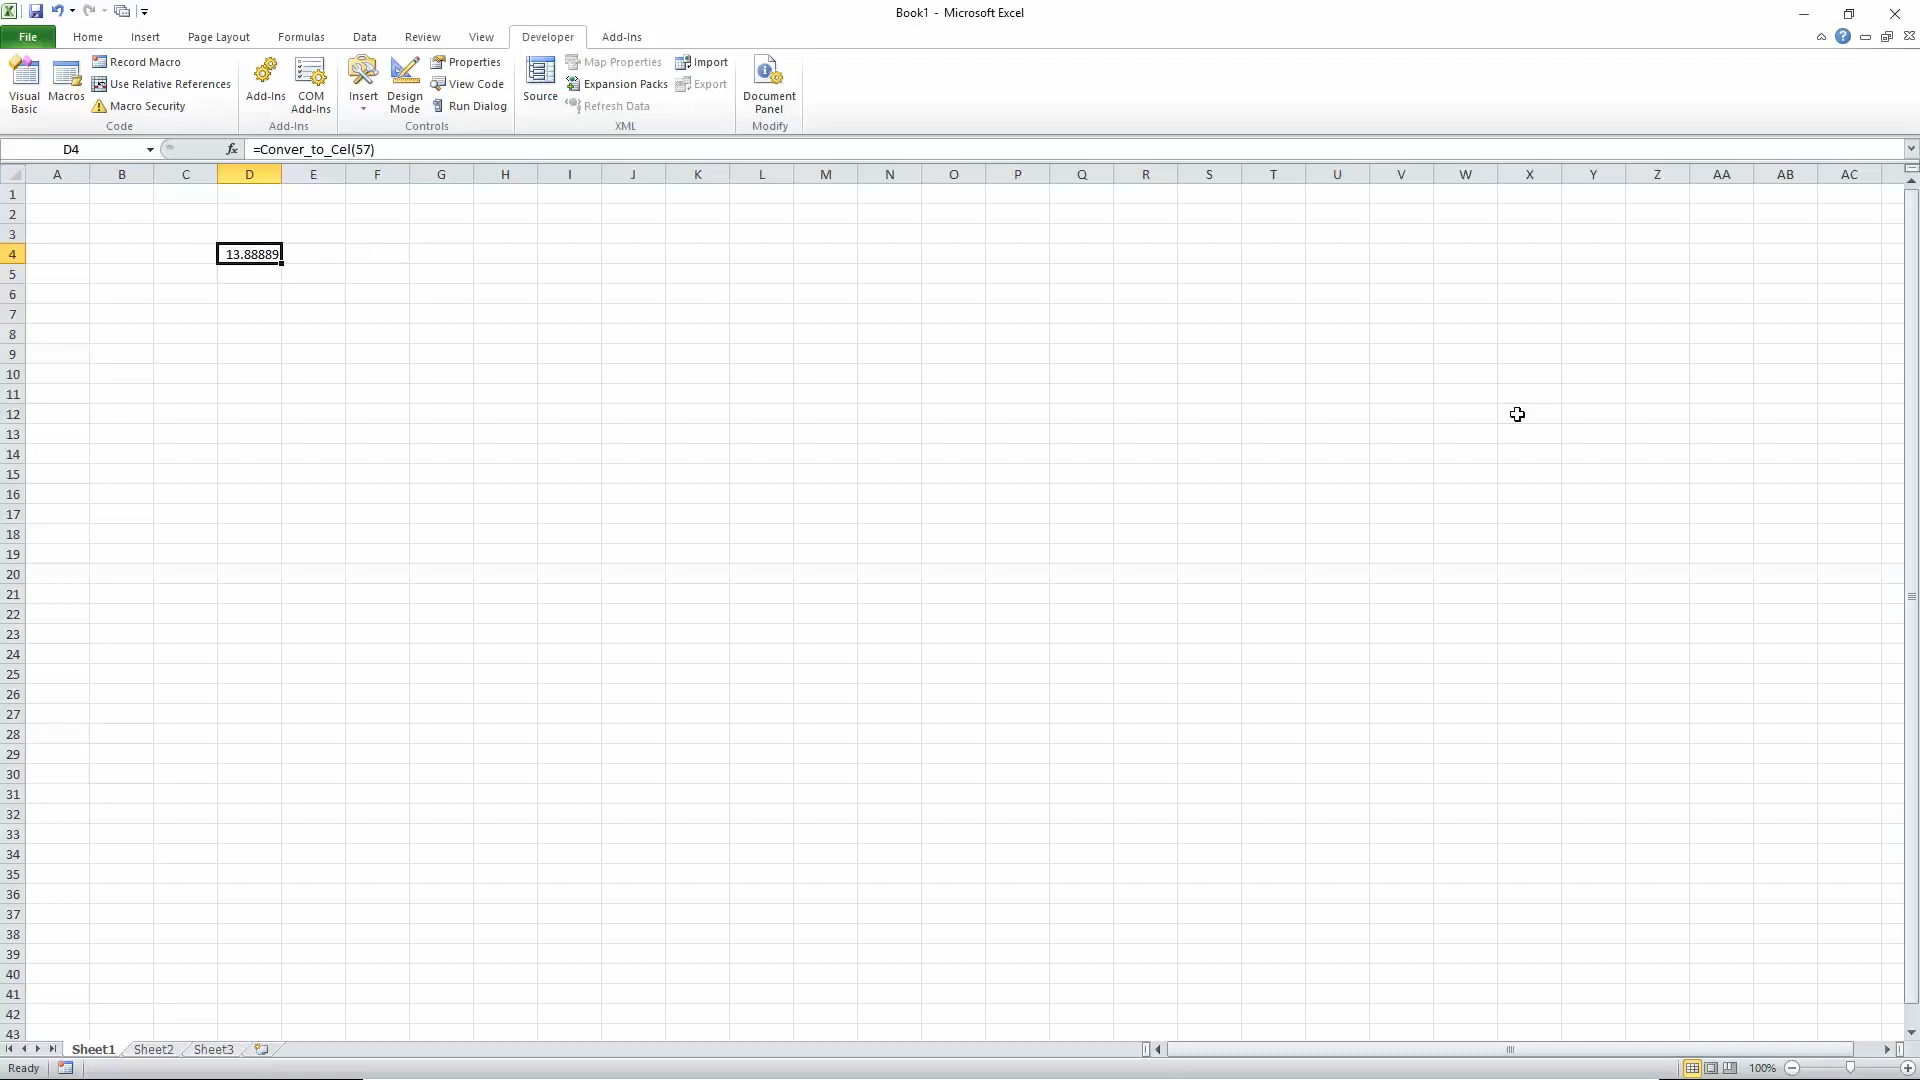 Book1 - Microsoft Excel
File Home Insert Page Layout Formulas Data Review View Developer Add-Ins
Visual Basic
Macros
Record Macro
Use Relative References
Macro Security
Code
Add-Ins
COM Add-Ins
Add-Ins
Insert
Design Mode
Properties
View Code
Run Dialog
Controls
Source
Map Properties
Expansion Packs
Refresh Data
Import
Export
XML
Document Panel
Modify
D4 fx =Conver_to_Cel(57)
A B C D E F G H I J K L M N O P Q R S T U V W X Y Z AA AB AC
1
2
3
4 13.88889
5
6
7
8
9
10
11
12
13
14
15
16
17
18
19
20
21
22
23
24
25
26
27
28
29
30
31
32
33
34
35
36
37
38
39
40
41
42
43
Sheet1 Sheet2 Sheet3
Ready 100%